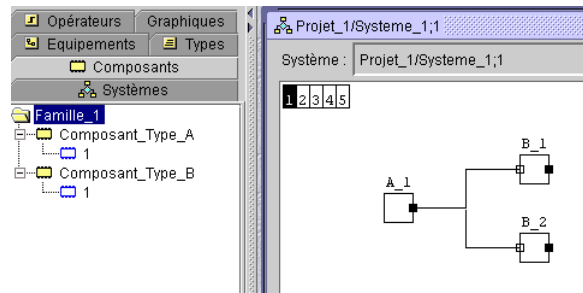 Opérateurs
Graphiques
Equipements
Types
Composants
Systèmes
Famille_1
Composant_Type_A
1
Composant_Type_B
1
Projet_1/Systeme_1;1
Système : Projet_1/Systeme_1;1
1 2 3 4 5
A_1
B_1
B_2